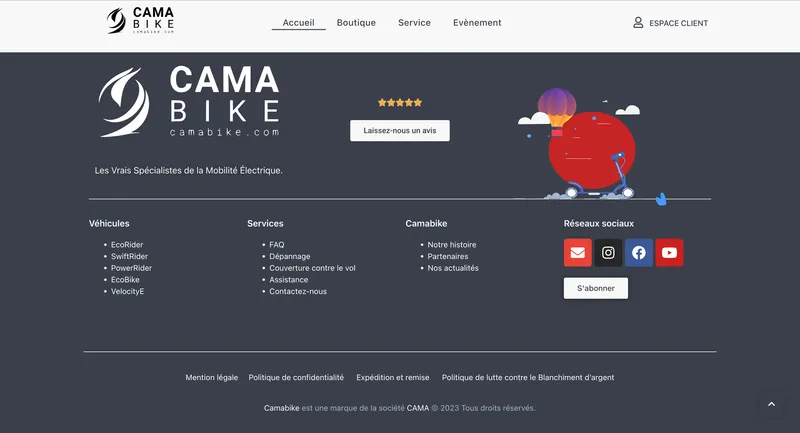 CAMA
BIKE
camabike.com
Accueil Boutique Service Evènement
ESPACE CLIENT
CAMA
BIKE
camabike.com
Laissez-nous un avis
Les Vrais Spécialistes de la Mobilité Électrique.
Véhicules
EcoRider
SwiftRider
PowerRider
EcoBike
VelocityE
Services
FAQ
Dépannage
Couverture contre le vol
Assistance
Contactez-nous
Camabike
Notre histoire
Partenaires
Nos actualités
Réseaux sociaux
S'abonner
Mention légale Politique de confidentialité Expédition et remise Politique de lutte contre le Blanchiment d'argent
Camabike est une marque de la société CAMA © 2023 Tous droits réservés.